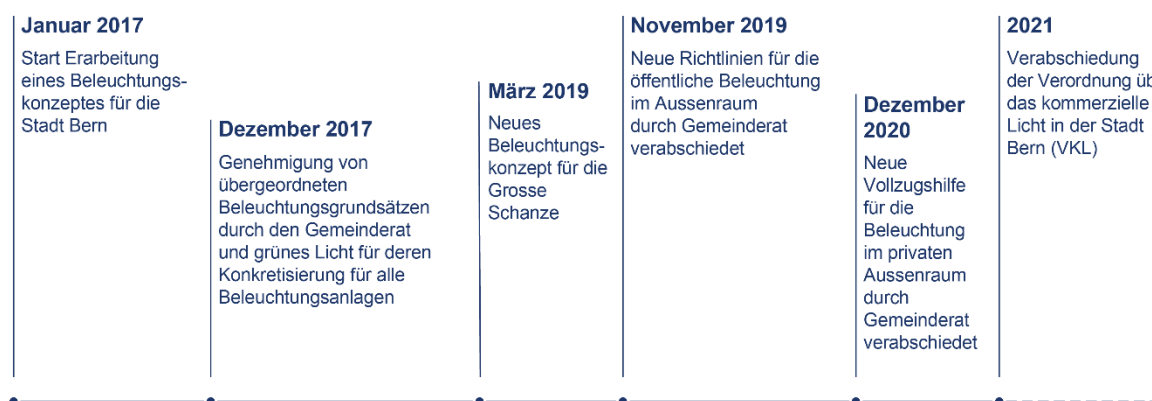 Januar 2017
Start Erarbeitung
eines Beleuchtungs-
konzeptes für die
Stadt Bern
Dezember 2017
Genehmigung von
übergeordneten
Beleuchtungsgrundsätzen
durch den Gemeinderat
und grünes Licht für deren
Konkretisierung für alle
Beleuchtungsanlagen
März 2019
Neues
Beleuchtungs-
konzept für die
Grosse
Schanze
November 2019
Neue Richtlinien für die
öffentliche Beleuchtung
im Aussenraum
durch Gemeinderat
verabschiedet
Dezember
2020
Neue
Vollzugshilfe
für die
Beleuchtung
im privaten
Aussenraum
durch
Gemeinderat
verabschiedet
2021
Verabschiedung
der Verordnung
das kommerzielle
Licht in der Stadt
Bern (VKL)